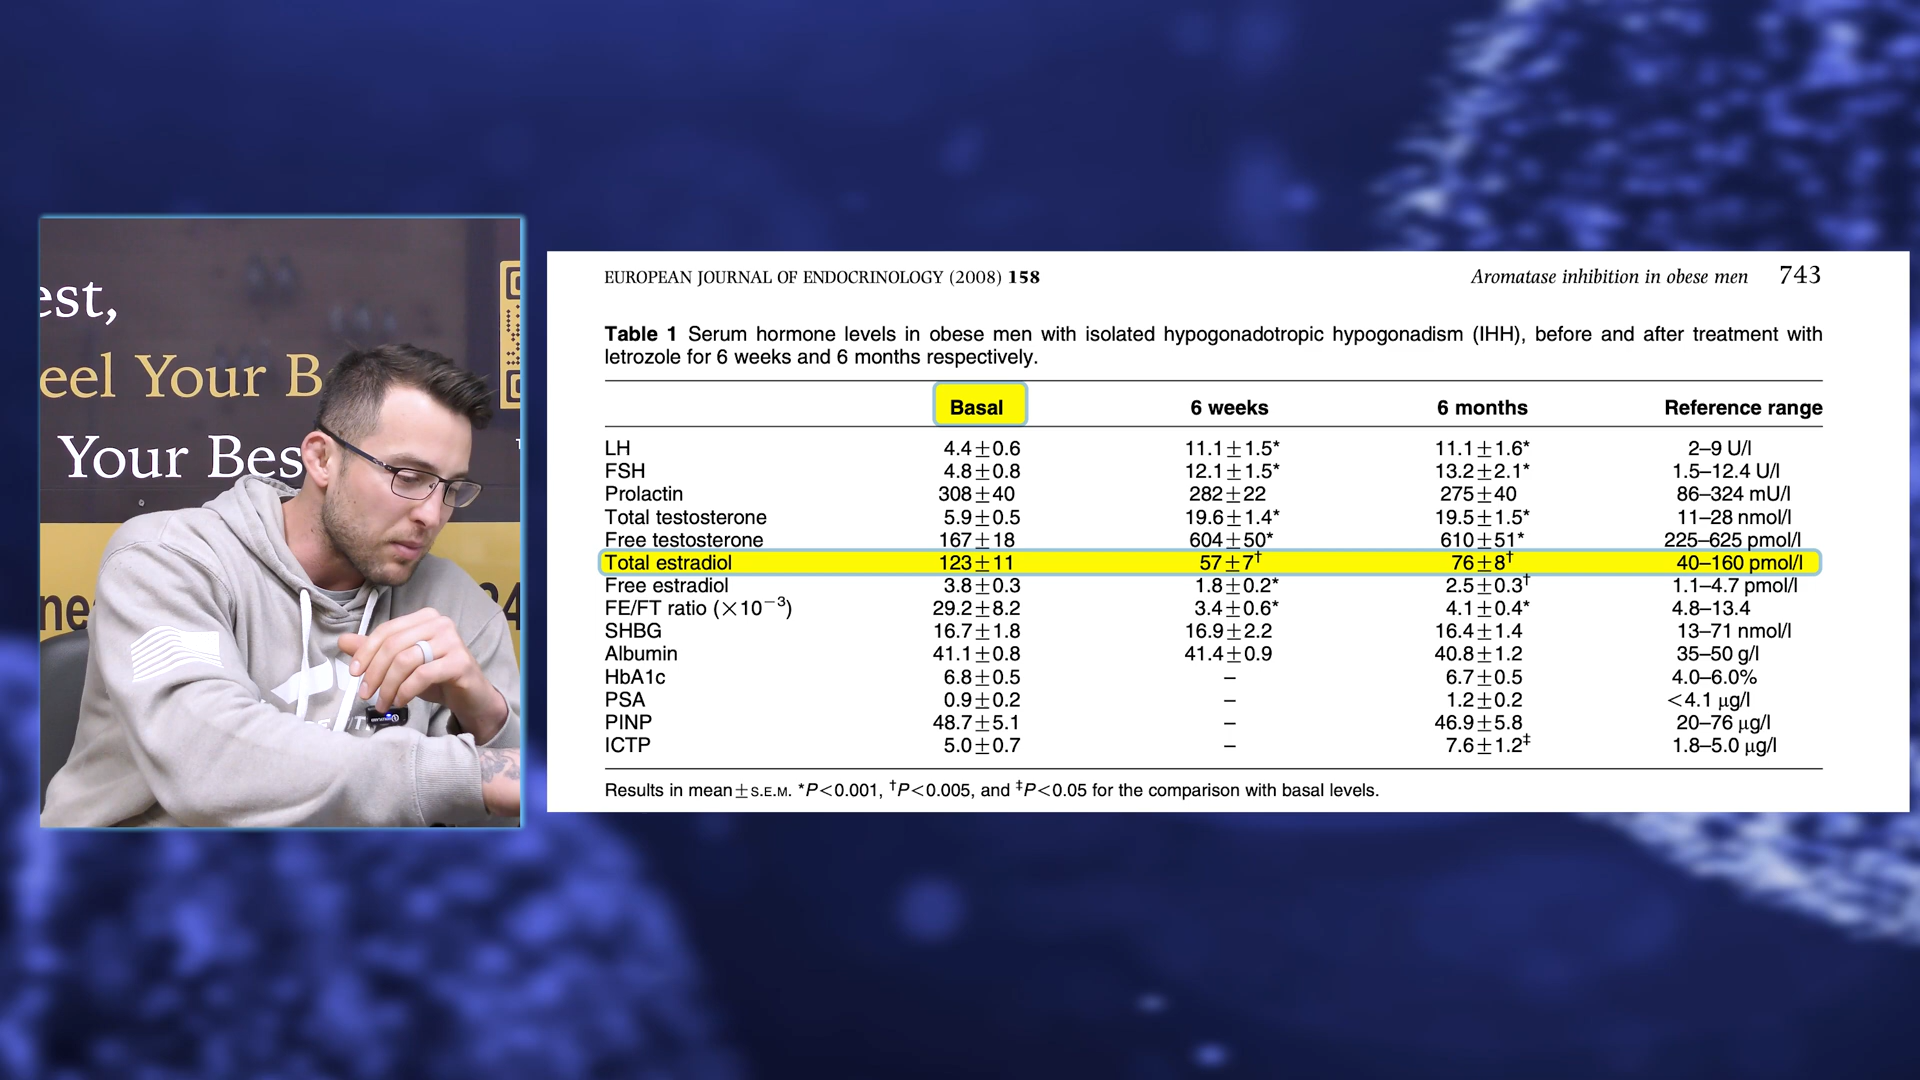 est,
eel Your B
Your Bes
ne
EUROPEAN JOURNAL OF ENDOCRINOLOGY (2008) 158 Aromatase inhibition in obese men 743
Table 1 Serum hormone levels in obese men with isolated hypogonadotropic hypogonadism (IHH), before and after treatment with
letrozole for 6 weeks and 6 months respectively.
Basal 6 weeks 6 months Reference range
LH 4.4±0.6 11.1±1.5* 11.1±1.6* 2–9 U/l
FSH 4.8±0.8 12.1±1.5* 13.2±2.1* 1.5–12.4 U/l
Prolactin 308±40 282±22 275±40 86–324 mU/l
Total testosterone 5.9±0.5 19.6±1.4* 19.5±1.5* 11–28 nmol/l
Free testosterone 167±18 604±50* 610±51* 225–625 pmol/l
Total estradiol 123±11 57±7† 76±8† 40–160 pmol/l
Free estradiol 3.8±0.3 1.8±0.2* 2.5±0.3† 1.1–4.7 pmol/l
FE/FT ratio (×10⁻³) 29.2±8.2 3.4±0.6* 4.1±0.4* 4.8–13.4
SHBG 16.7±1.8 16.9±2.2 16.4±1.4 13–71 nmol/l
Albumin 41.1±0.8 41.4±0.9 40.8±1.2 35–50 g/l
HbA1c 6.8±0.5 – 6.7±0.5 4.0–6.0%
PSA 0.9±0.2 – 1.2±0.2 <4.1 μg/l
PINP 48.7±5.1 – 46.9±5.8 20–76 μg/l
ICTP 5.0±0.7 – 7.6±1.2‡ 1.8–5.0 μg/l
Results in mean±S.E.M. *P<0.001, †P<0.005, and ‡P<0.05 for the comparison with basal levels.